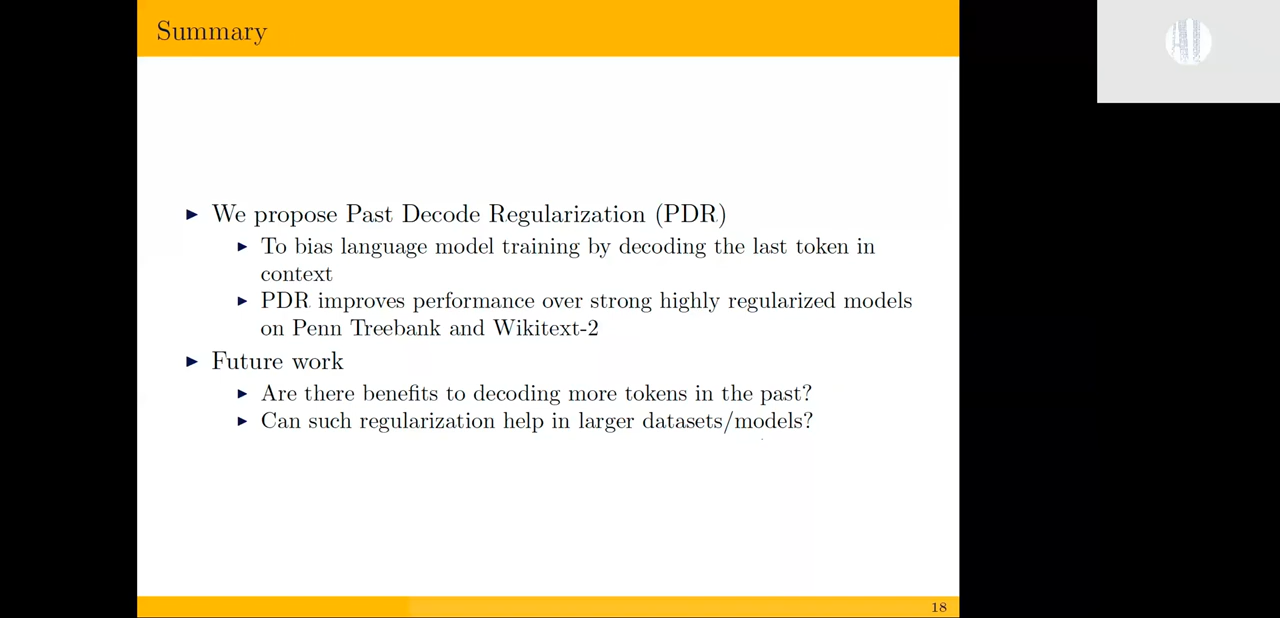 Summary
We propose Past Decode Regularization (PDR)
To bias language model training by decoding the last token in
context
PDR improves performance over strong highly regularized models
on Penn Treebank and Wikitext-2
Future work
Are there benefits to decoding more tokens in the past?
Can such regularization help in larger datasets/models?
18